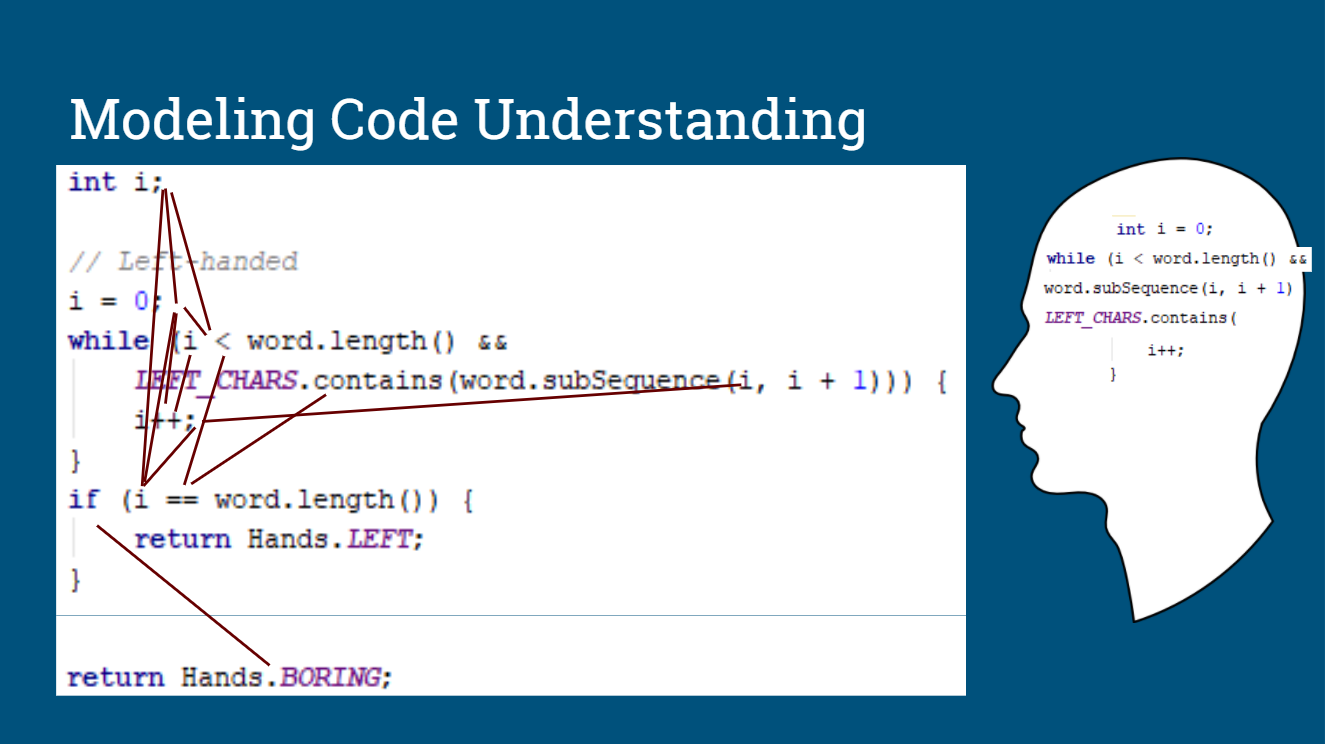 Modeling Code Understanding
int i;
// Left-handed
i = 0;
while (i < word.length() &&
LEFT_CHARS.contains(word.subSequence(i, i + 1))) {
i++;
}
if (i == word.length()) {
return Hands.LEFT;
}
return Hands.BORING;
int i = 0;
while (i < word.length() &&
word.subSequence(i, i + 1)
LEFT_CHARS.contains(
i++;
}